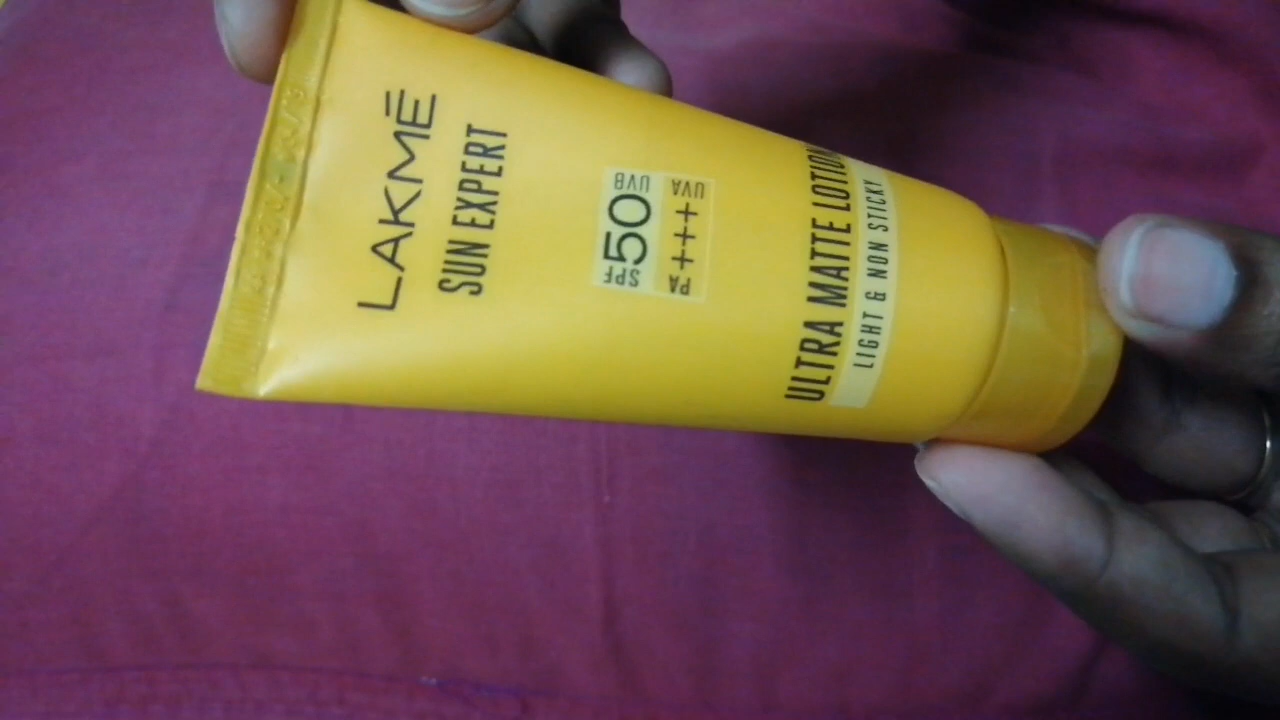 LAKMĒ
SUN EXPERT
SPF 50 UVB
PA+++ UVA
ULTRA MATTE LOTION
LIGHT & NON STICKY